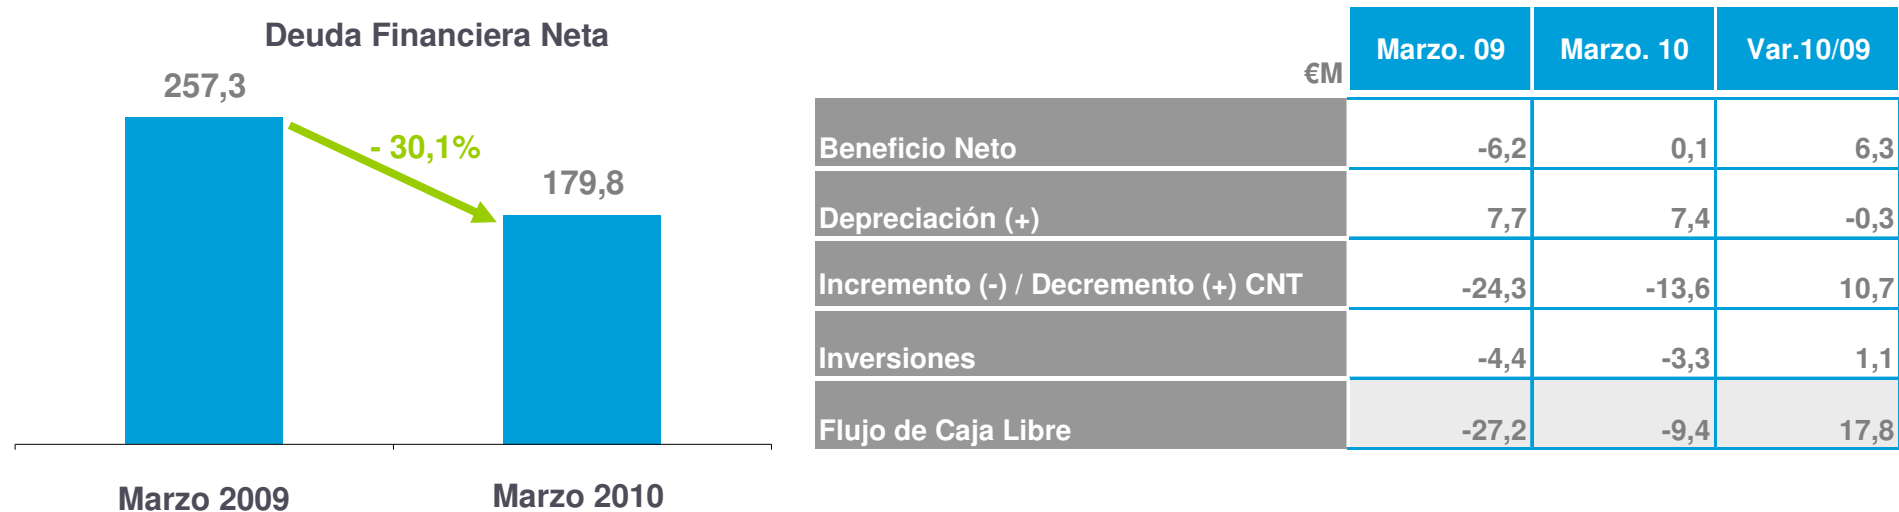 Deuda Financiera Neta
257,3
- 30,1%
179,8
Marzo 2009
Marzo 2010
€M Marzo. 09 Marzo. 10 Var.10/09
Beneficio Neto -6,2 0,1 6,3
Depreciación (+) 7,7 7,4 -0,3
Incremento (-) / Decremento (+) CNT -24,3 -13,6 10,7
Inversiones -4,4 -3,3 1,1
Flujo de Caja Libre -27,2 -9,4 17,8